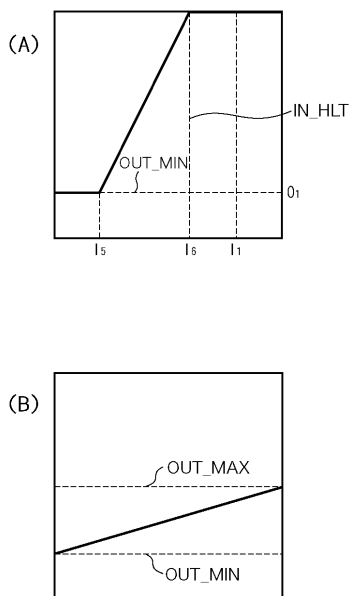 (A)
IN_HLT
OUT_MIN
O1
I5 I6 I1
(B)
OUT_MAX
OUT_MIN